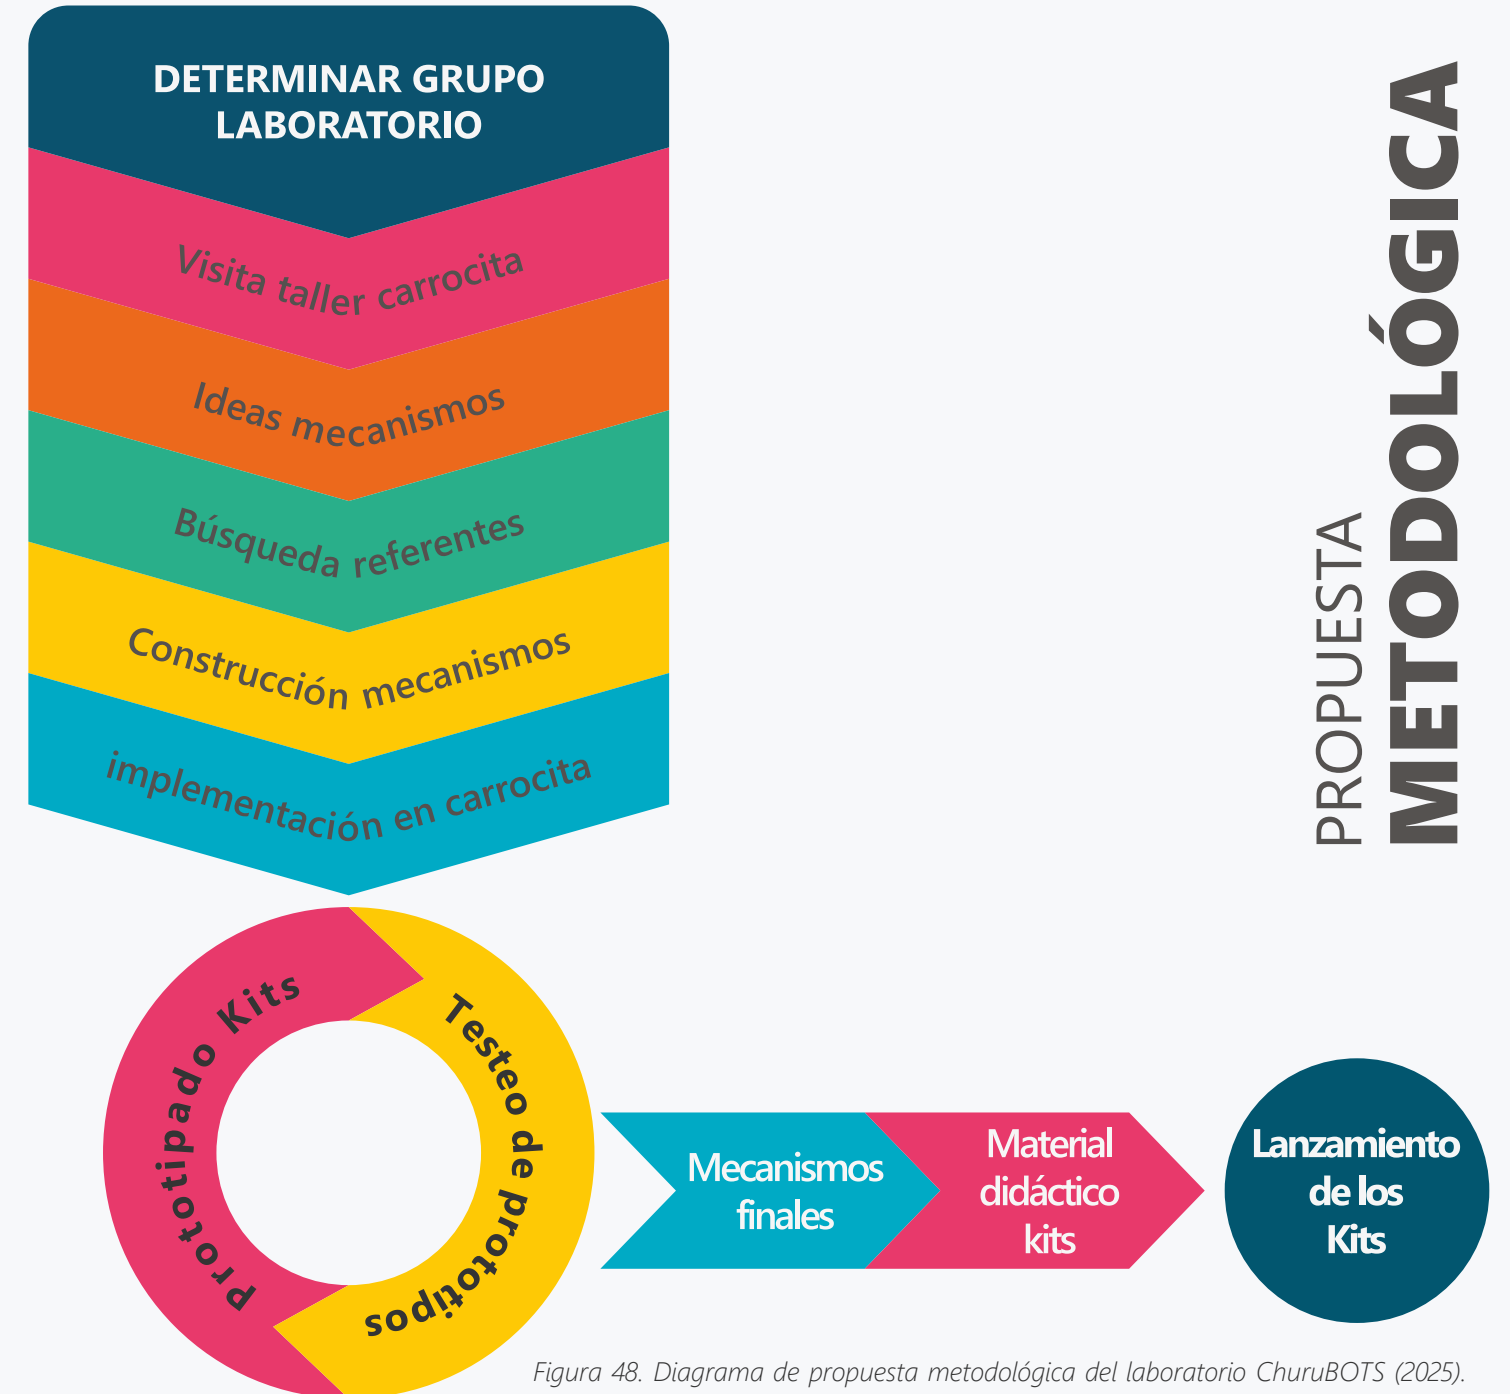 PROPUESTA
METODOLÓGICA
DETERMINAR GRUPO
LABORATORIO
Visita taller carrocita
Ideas mecanismos
Búsqueda referentes
Construcción mecanismos
implementación en carrocita
Prototipado Kits
Testeo de prototipos
Mecanismos
finales
Material
didáctico
kits
Lanzamiento
de los
Kits
Figura 48. Diagrama de propuesta metodológica del laboratorio ChuruBOTS (2025).